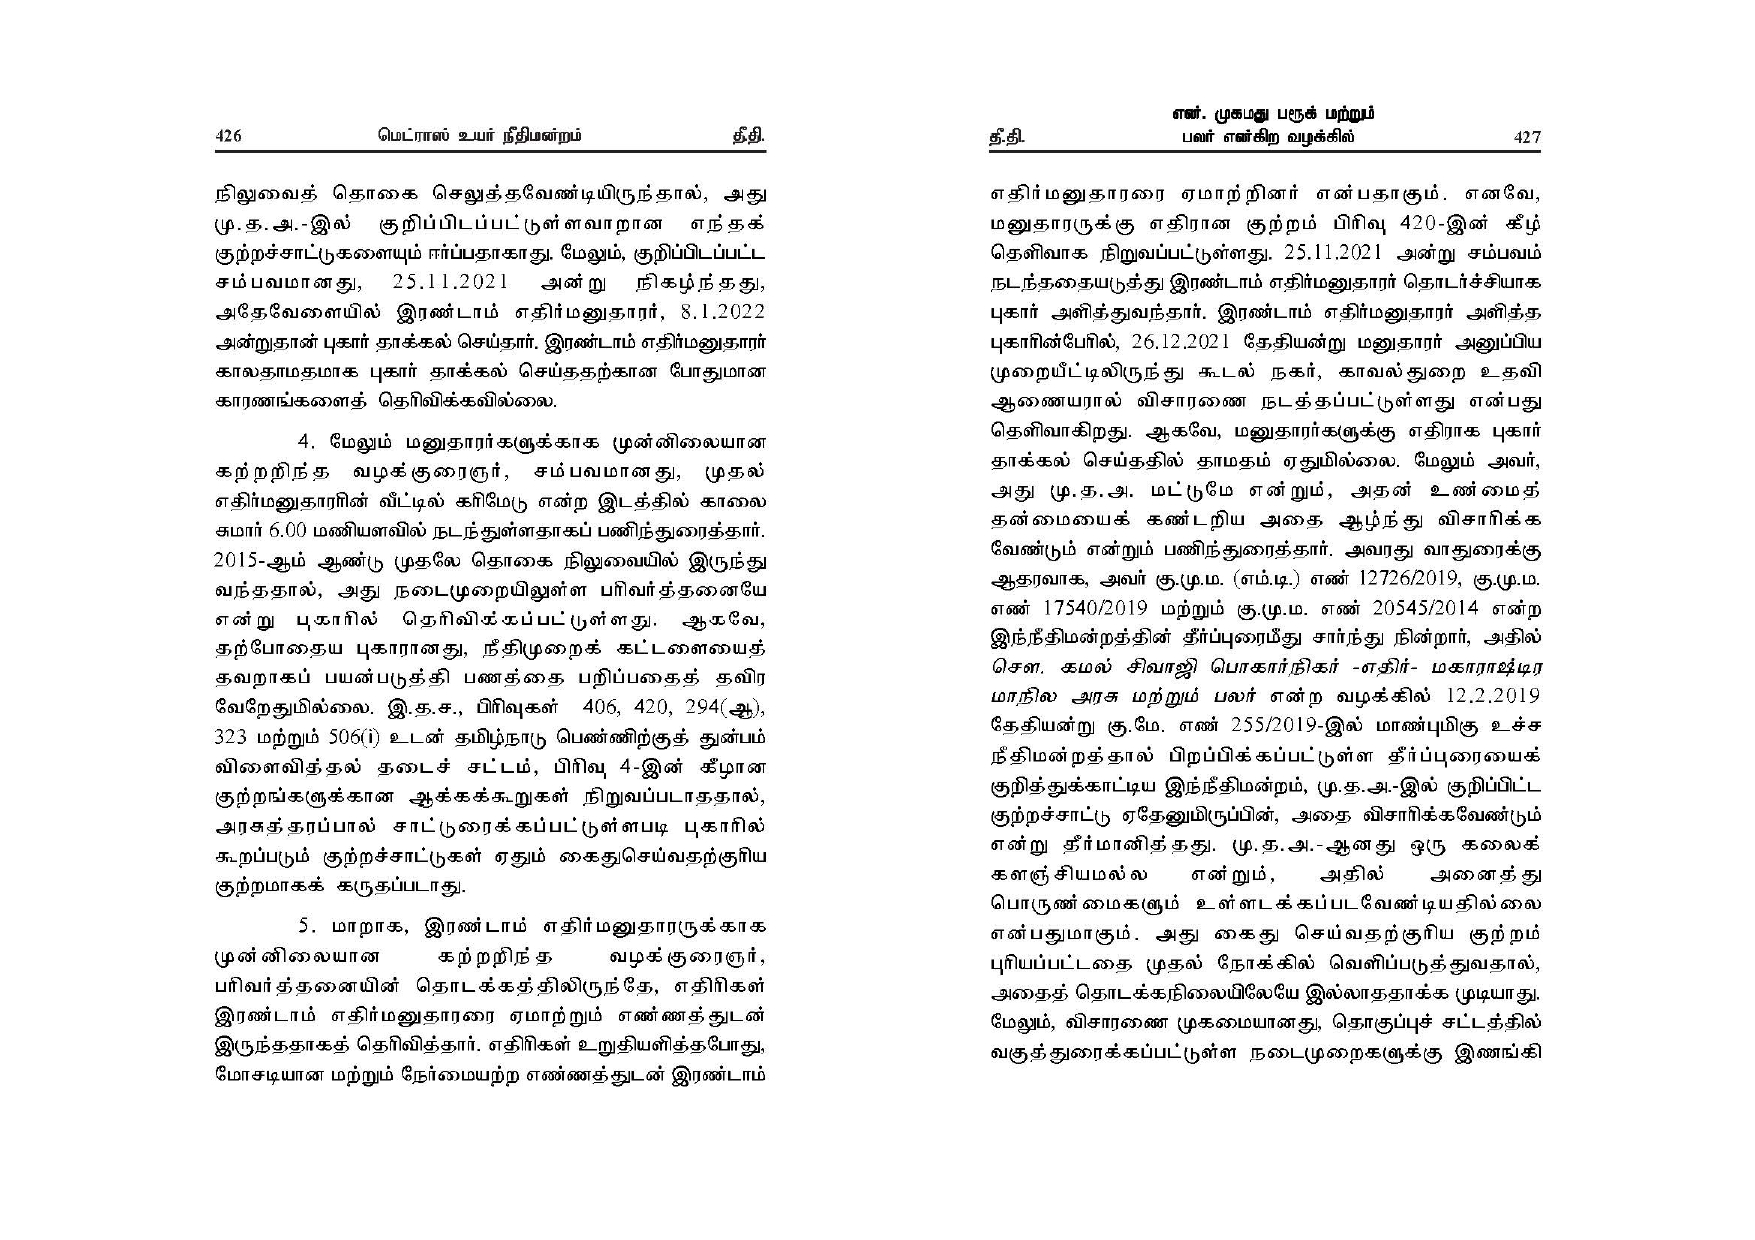 426 மெட்ராஸ் உயர் நீதிமன்றம் தீ.தி.
நிலுவைத் தொகை செலுத்தவேண்டியிருந்தால், அது
மு.த.அ.-இல் குறிப்பிடப்பட்டுள்ளவாறான எந்தக்
குற்றச்சாட்டுகளையும் ஈர்ப்பதாகாது. மேலும், குறிப்பிடப்பட்ட
சம்பவமானது, 25.11.2021 அன்று நிகழ்ந்தது,
அதேவேளையில் இரண்டாம் எதிர்மனுதாரர், 8.1.2022
அன்றுதான் புகார் தாக்கல் செய்தார். இரண்டாம் எதிர்மனுதாரர்
காலதாமதமாக புகார் தாக்கல் செய்ததற்கான போதுமான
காரணங்களைத் தெரிவிக்கவில்லை.
4. மேலும் மனுதாரர்களுக்காக முன்னிலையான
கற்றறிந்த வழக்குரைஞர், சம்பவமானது, முதல்
எதிர்மனுதாரரின் வீட்டில் கரிமேடு என்ற இடத்தில் காலை
சுமார் 6.00 மணியளவில் நடந்துள்ளதாகப் பணிந்துரைத்தார்.
2015-ஆம் ஆண்டு முதலே தொகை நிலுவையில் இருந்து
வந்ததால், அது நடைமுறையிலுள்ள பரிவர்த்தனையே
என்று புகாரில் தெரிவிக்கப்பட்டுள்ளது. ஆகவே,
தற்போதைய புகாரானது, நீதிமுறைக் கட்டளையைத்
தவறாகப் பயன்படுத்தி பணத்தை பறிப்பதைத் தவிர
வேறேதுமில்லை. இ.த.ச., பிரிவுகள் 406, 420, 294(ஆ),
323 மற்றும் 506(i) உடன் தமிழ்நாடு பெண்ணிற்குத் துன்பம்
விளைவித்தல் தடைச் சட்டம், பிரிவு 4-இன் கீழான
குற்றங்களுக்கான ஆக்கக்கூறுகள் நிறுவப்படாததால்,
அரசுத்தரப்பால் சாட்டுரைக்கப்பட்டுள்ளபடி புகாரில்
கூறப்படும் குற்றச்சாட்டுகள் ஏதும் கைதுசெய்வதற்குரிய
குற்றமாகக் கருதப்படாது.
5. மாறாக, இரண்டாம் எதிர்மனுதாரருக்காக
முன்னிலையான கற்றறிந்த வழக்குரைஞர்,
பரிவர்த்தனையின் தொடக்கத்திலிருந்தே, எதிரிகள்
இரண்டாம் எதிர்மனுதாரரை ஏமாற்றும் எண்ணத்துடன்
இருந்ததாகத் தெரிவித்தார். எதிரிகள் உறுதியளித்தபோது,
மோசடியான மற்றும் நேர்மையற்ற எண்ணத்துடன் இரண்டாம்
என். முகமது பரூக் மற்றும்
தீ.தி. பலர் என்கிற வழக்கில் 427
எதிர்மனுதாரரை ஏமாற்றினர் என்பதாகும். எனவே,
மனுதாரருக்கு எதிரான குற்றம் பிரிவு 420-இன் கீழ்
தெளிவாக நிறுவப்பட்டுள்ளது. 25.11.2021 அன்று சம்பவம்
நடந்ததையடுத்து இரண்டாம் எதிர்மனுதாரர் தொடர்ச்சியாக
புகார் அளித்துவந்தார். இரண்டாம் எதிர்மனுதாரர் அளித்த
புகாரின்பேரில், 26.12.2021 தேதியன்று மனுதாரர் அனுப்பிய
முறையீட்டிலிருந்து கூடல் நகர், காவல்துறை உதவி
ஆணையரால் விசாரணை நடத்தப்பட்டுள்ளது என்பது
தெளிவாகிறது. ஆகவே, மனுதாரர்களுக்கு எதிராக புகார்
தாக்கல் செய்ததில் தாமதம் ஏதுமில்லை. மேலும் அவர்,
அது மு.த.அ. மட்டுமே என்றும், அதன் உண்மைத்
தன்மையைக் கண்டறிய அதை ஆழ்ந்து விசாரிக்க
வேண்டும் என்றும் பணிந்துரைத்தார். அவரது வாதுரைக்கு
ஆதரவாக, அவர் கு.மு.ம. (எம்.டி.) எண் 12726/2019, கு.மு.ம.
எண் 17540/2019 மற்றும் கு.மு.ம. எண் 20545/2014 என்ற
இந்நீதிமன்றத்தின் தீர்ப்புரைமீது சார்ந்து நின்றார், அதில்
சௌ. கமல் சிவாஜி பொகார்நிகர் -எதிர்- மகாராஷ்டிர
மாநில அரசு மற்றும் பலர் என்ற வழக்கில் 12.2.2019
தேதியன்று கு.மே. எண் 255/2019-இல் மாண்புமிகு உச்ச
நீதிமன்றத்தால் பிறப்பிக்கப்பட்டுள்ள தீர்ப்புரையைக்
குறித்துக்காட்டிய இந்நீதிமன்றம், மு.த.அ.-இல் குறிப்பிட்ட
குற்றச்சாட்டு ஏதேனுமிருப்பின், அதை விசாரிக்கவேண்டும்
என்று தீர்மானித்தது. மு.த.அ.-ஆனது ஒரு கலைக்
களஞ்சியமல்ல என்றும், அதில் அனைத்து
பொருண்மைகளும் உள்ளடக்கப்படவேண்டியதில்லை
என்பதுமாகும். அது கைது செய்வதற்குரிய குற்றம்
புரியப்பட்டதை முதல் நோக்கில் வெளிப்படுத்துவதால்,
அதைத் தொடக்கநிலையிலேயே இல்லாததாக்க முடியாது.
மேலும், விசாரணை முகமையானது, தொகுப்புச் சட்டத்தில்
வகுத்துரைக்கப்பட்டுள்ள நடைமுறைகளுக்கு இணங்கி